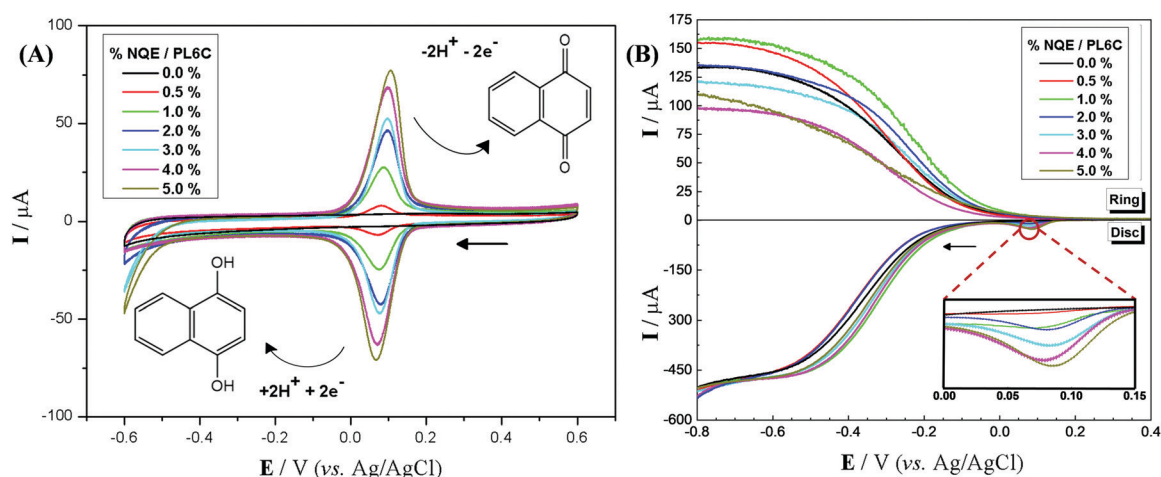 (A)
% NQE / PL6C
0.0 %
0.5 %
1.0 %
2.0 %
3.0 %
4.0 %
5.0 %
-2H+ - 2e-
O
O
OH
OH
+2H+ + 2e-
100
50
0
-50
-100
I / µA
-0.6 -0.4 -0.2 0.0 0.2 0.4 0.6
E / V (vs. Ag/AgCl)
(B)
% NQE / PL6C
0.0 %
0.5 %
1.0 %
2.0 %
3.0 %
4.0 %
5.0 %
Ring
Disc
175
150
125
100
75
50
25
0
-150
-300
-450
-600
I / µA
I / µA
0.00 0.05 0.10 0.15
-0.8 -0.6 -0.4 -0.2 0.0 0.2 0.4
E / V (vs. Ag/AgCl)